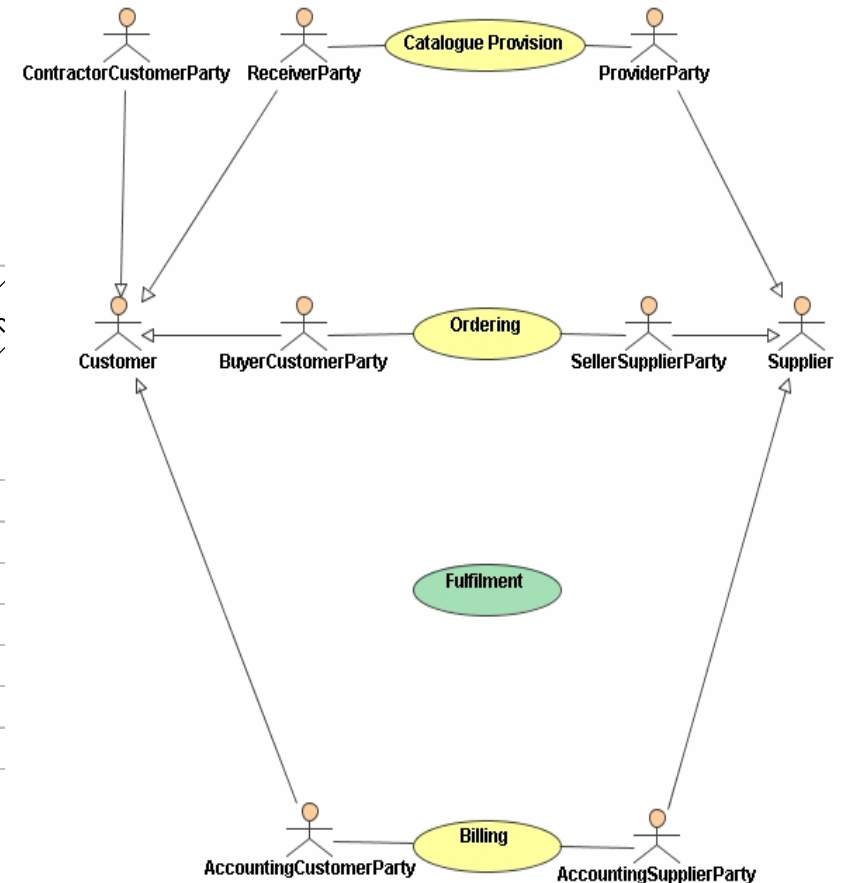 Catalogue Provision
ContractorCustomerParty
ReceiverParty
ProviderParty
Ordering
Customer
BuyerCustomerParty
SellerSupplierParty
Supplier
Fulfilment
Billing
AccountingCustomerParty
AccountingSupplierParty